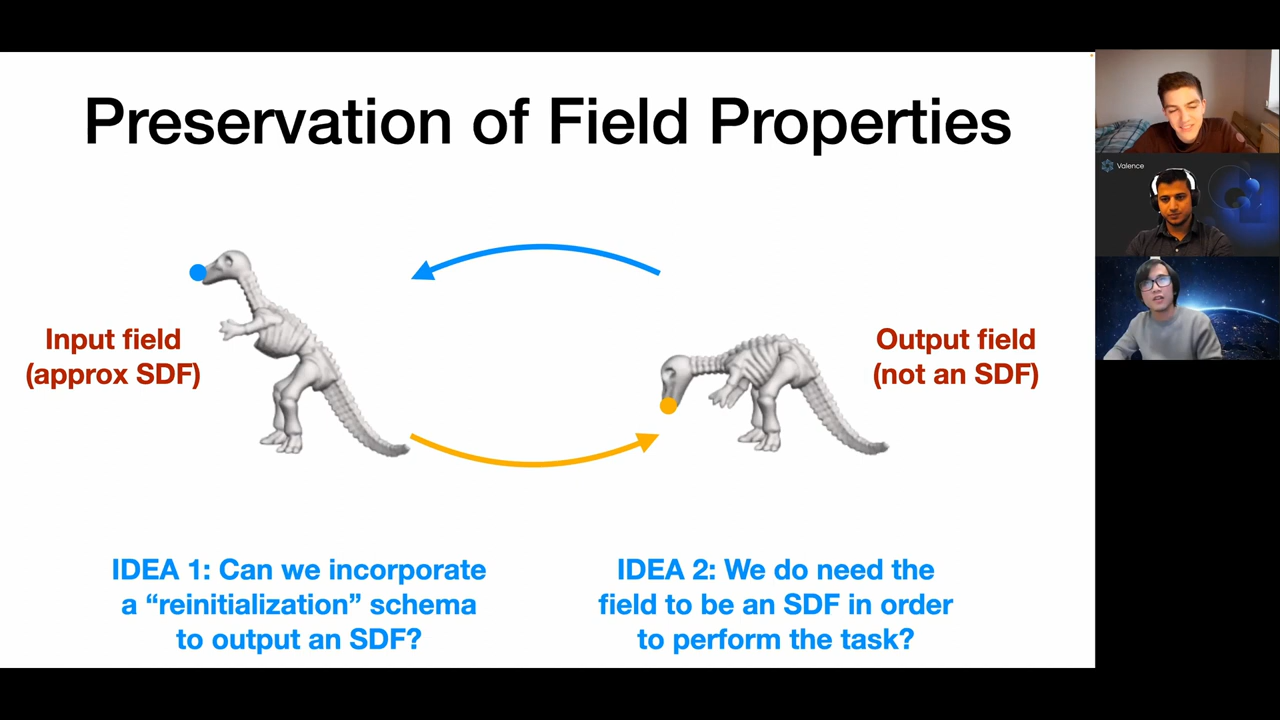 Preservation of Field Properties
Valence
Input field
(approx SDF)
Output field
(not an SDF)
IDEA 1: Can we incorporate
a “reinitialization” schema
to output an SDF?
IDEA 2: We do need the
field to be an SDF in order
to perform the task?